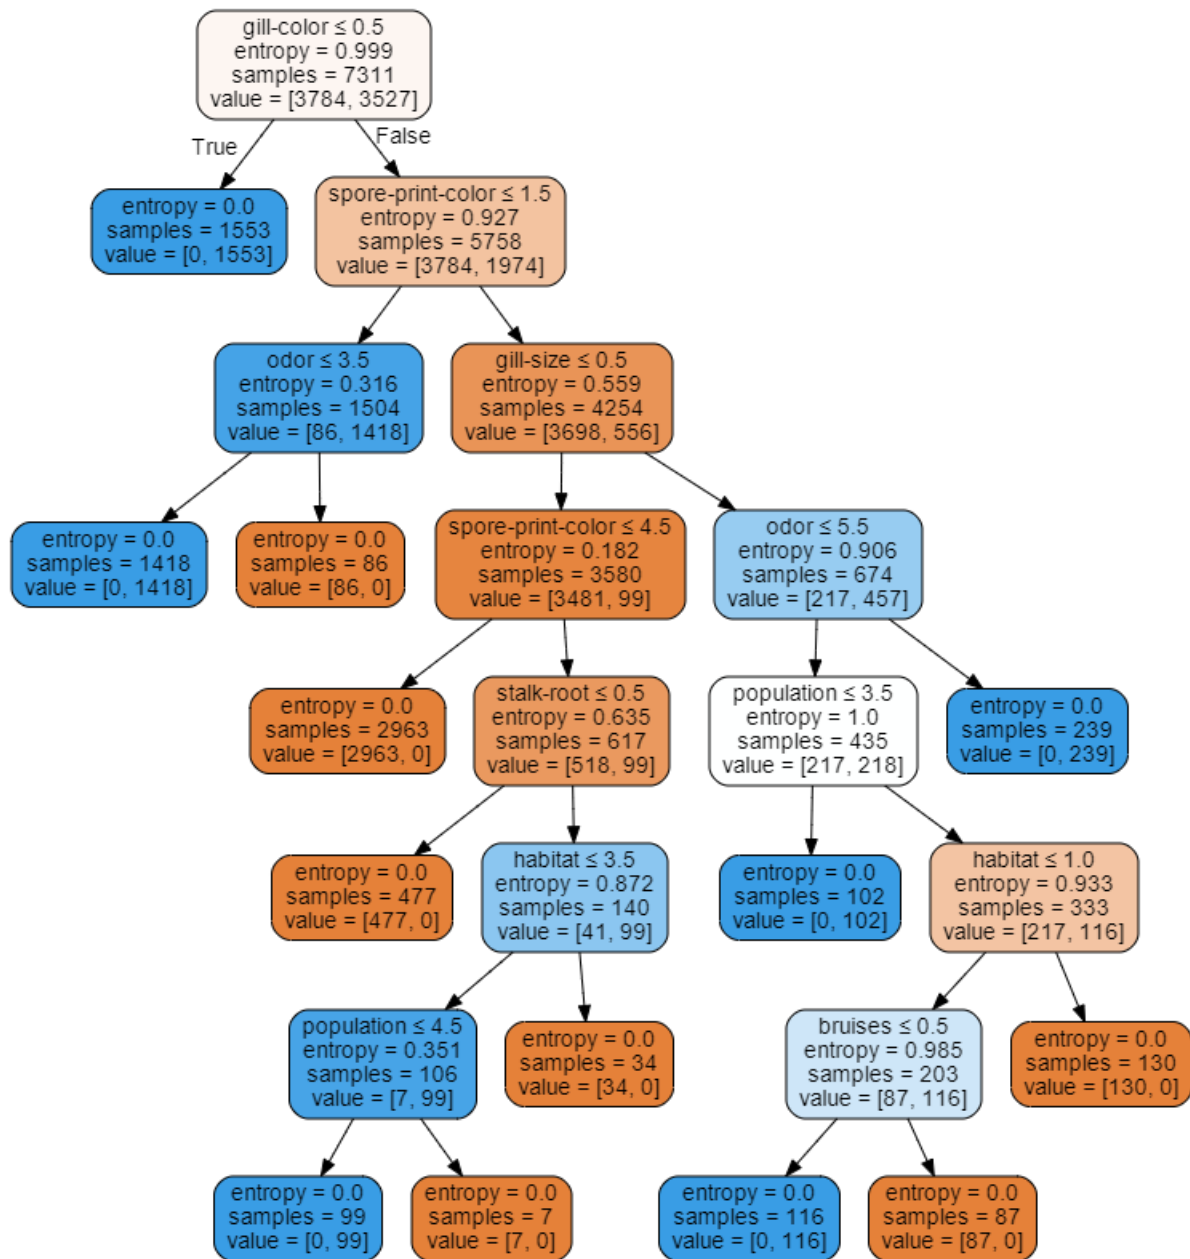 gill-color ≤ 0.5
entropy = 0.999
samples = 7311
value = [3784, 3527]
True
False
entropy = 0.0
samples = 1553
value = [0, 1553]
spore-print-color ≤ 1.5
entropy = 0.927
samples = 5758
value = [3784, 1974]
odor ≤ 3.5
entropy = 0.316
samples = 1504
value = [86, 1418]
gill-size ≤ 0.5
entropy = 0.559
samples = 4254
value = [3698, 556]
entropy = 0.0
samples = 1418
value = [0, 1418]
entropy = 0.0
samples = 86
value = [86, 0]
spore-print-color ≤ 4.5
entropy = 0.182
samples = 3580
value = [3481, 99]
odor ≤ 5.5
entropy = 0.906
samples = 674
value = [217, 457]
entropy = 0.0
samples = 2963
value = [2963, 0]
stalk-root ≤ 0.5
entropy = 0.635
samples = 617
value = [518, 99]
population ≤ 3.5
entropy = 1.0
samples = 435
value = [217, 218]
entropy = 0.0
samples = 239
value = [0, 239]
entropy = 0.0
samples = 477
value = [477, 0]
habitat ≤ 3.5
entropy = 0.872
samples = 140
value = [41, 99]
entropy = 0.0
samples = 102
value = [0, 102]
habitat ≤ 1.0
entropy = 0.933
samples = 333
value = [217, 116]
population ≤ 4.5
entropy = 0.351
samples = 106
value = [7, 99]
entropy = 0.0
samples = 34
value = [34, 0]
bruises ≤ 0.5
entropy = 0.985
samples = 203
value = [87, 116]
entropy = 0.0
samples = 130
value = [130, 0]
entropy = 0.0
samples = 99
value = [0, 99]
entropy = 0.0
samples = 7
value = [7, 0]
entropy = 0.0
samples = 116
value = [0, 116]
entropy = 0.0
samples = 87
value = [87, 0]